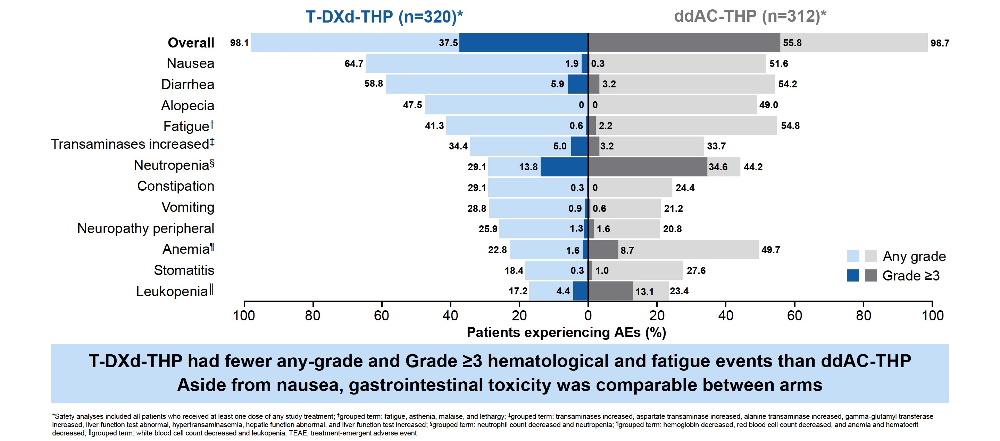 T-DXd-THP (n=320)*
ddAC-THP (n=312)*
Overall 98.1 37.5 55.8 98.7
Nausea 64.7 1.9 0.3 51.6
Diarrhea 58.8 5.9 3.2 54.2
Alopecia 47.5 0 0 49.0
Fatigue† 41.3 0.6 2.2 54.8
Transaminases increased‡ 34.4 5.0 3.2 33.7
Neutropenia§ 29.1 13.8 34.6 44.2
Constipation 29.1 0.3 0 24.4
Vomiting 28.8 0.9 0.6 21.2
Neuropathy peripheral 25.9 1.3 1.6 20.8
Anemia¶ 22.8 1.6 8.7 49.7
Stomatitis 18.4 0.3 1.0 27.6
Leukopenia‖ 17.2 4.4 13.1 23.4
Any grade
Grade ≥3
100 80 60 40 20 0 20 40 60 80 100
Patients experiencing AEs (%)
T-DXd-THP had fewer any-grade and Grade ≥3 hematological and fatigue events than ddAC-THP
Aside from nausea, gastrointestinal toxicity was comparable between arms
*Safety analyses included all patients who received at least one dose of any study treatment; †grouped term: fatigue, asthenia, malaise, and lethargy; ‡grouped term: transaminases increased, aspartate transaminase increased, alanine transaminase increased, gamma-glutamyl transferase
increased, liver function test abnormal, hypertransaminasemia, hepatic function abnormal, and liver function test increased; §grouped term: neutrophil count decreased and neutropenia; ¶grouped term: hemoglobin decreased, red blood cell count decreased, and anemia and hematocrit
decreased; ‖grouped term: white blood cell count decreased and leukopenia. TEAE, treatment-emergent adverse event